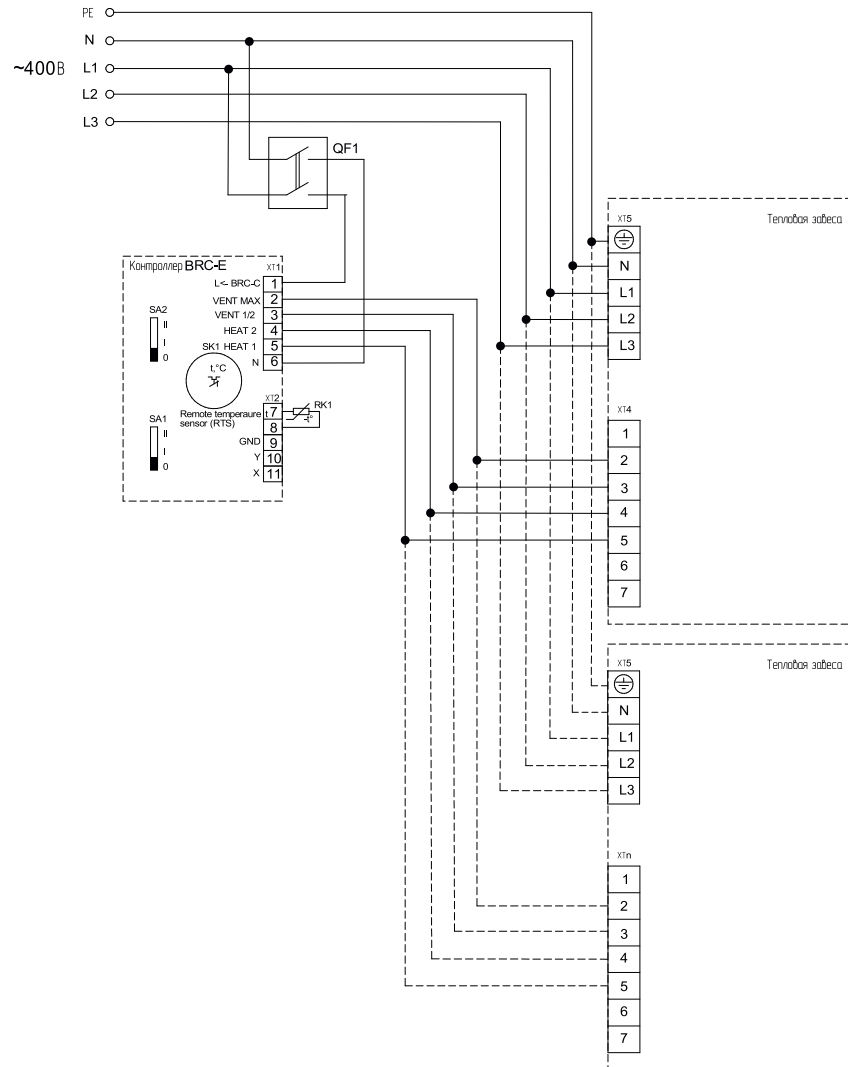 PE
N
~400В L1
L2
L3
QF1
Контроллер BRC-E
XT1
L<- BRC-C 1
VENT MAX 2
VENT 1/2 3
HEAT 2 4
SK1 HEAT 1 5
N 6
SA2
II
I
0
t,°C
XT2
Remote temperaure t 7
sensor (RTS) 8
GND 9
Y 10
X 11
RK1
-t°
SA1
II
I
0
XT5
Тепловая завеса
N
L1
L2
L3
XT4
1
2
3
4
5
6
7
XT5
Тепловая завеса
N
L1
L2
L3
XTn
1
2
3
4
5
6
7